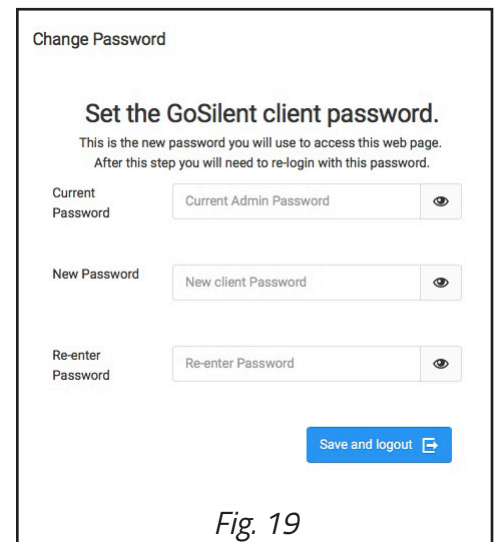 Change Password
Set the GoSilent client password.
This is the new password you will use to access this web page.
After this step you will need to re-login with this password.
Current
Password
Current Admin Password
New Password
New client Password
Re-enter
Password
Re-enter Password
Save and logout
Fig. 19